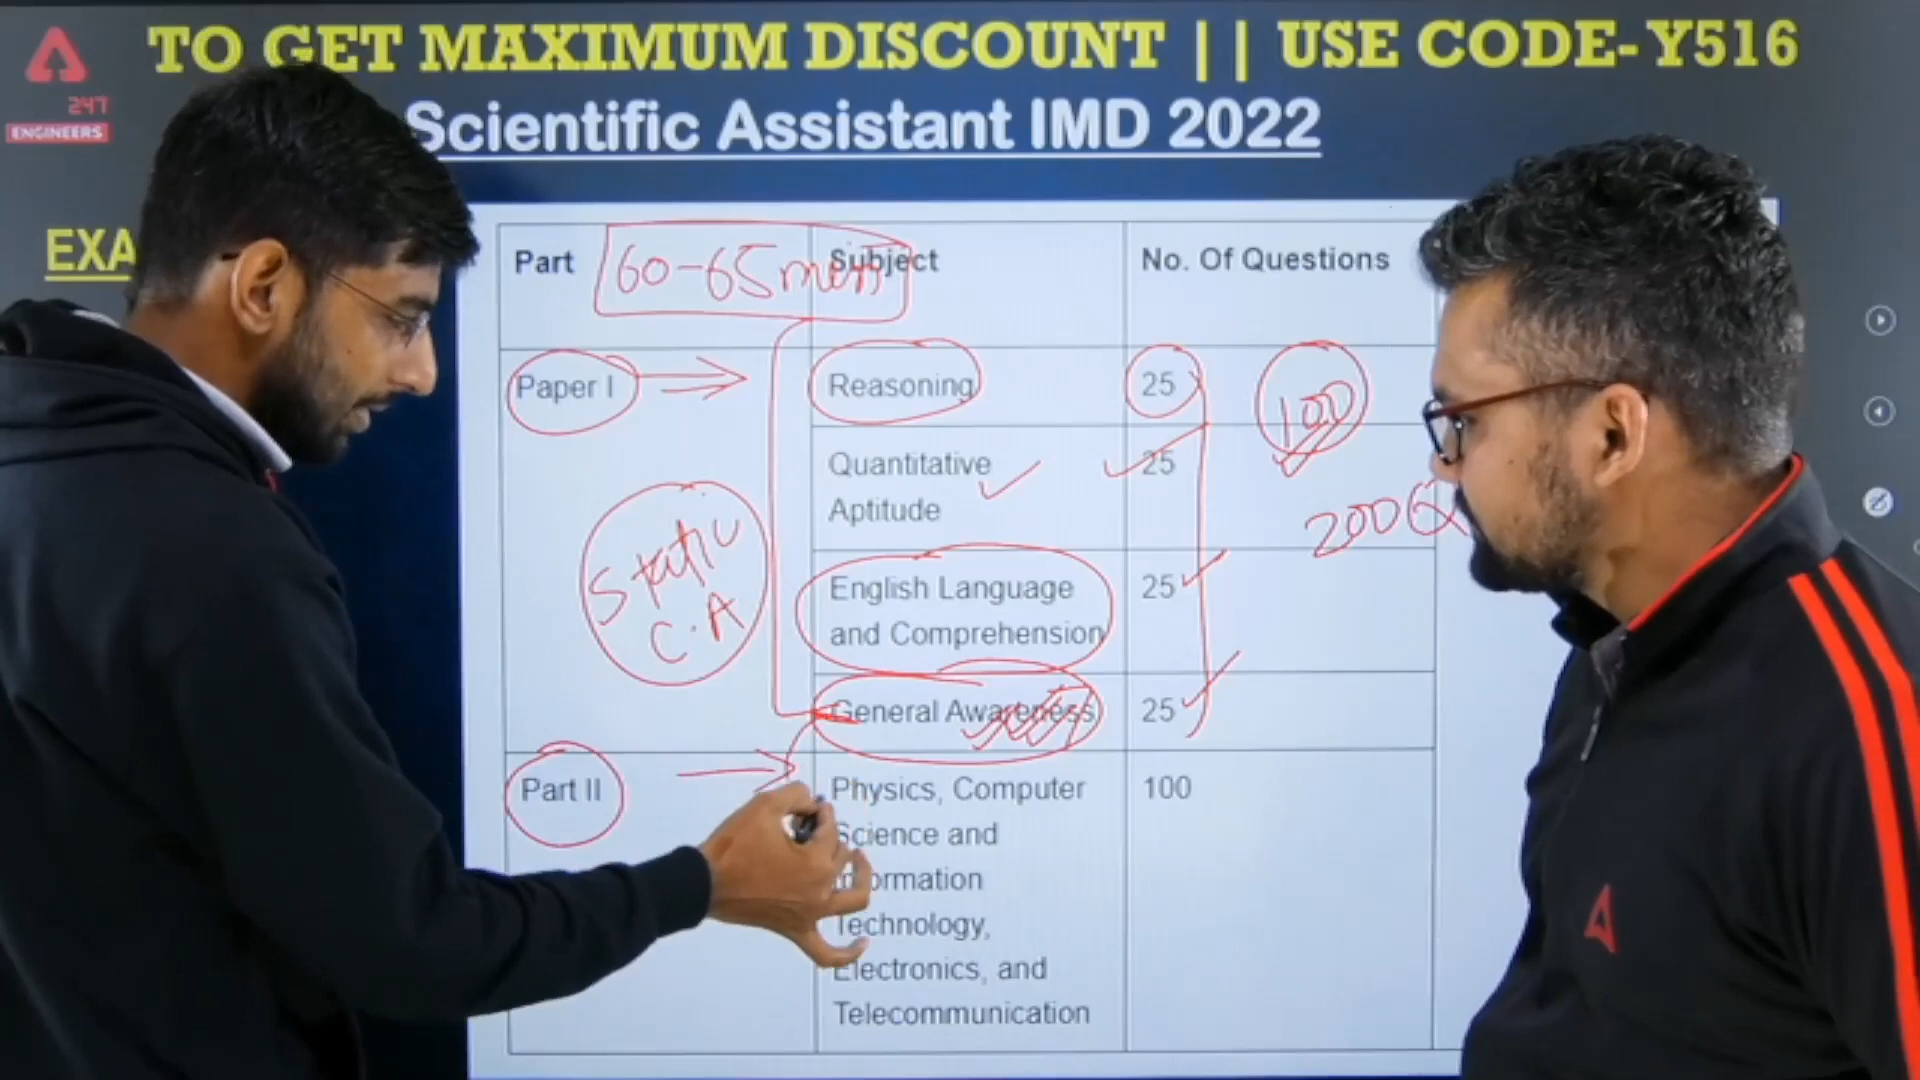 TO GET MAXIMUM DISCOUNT || USE CODE-Y516
247
ENGINEERS
Scientific Assistant IMD 2022
EXA
Part
60-65
Subject
No. Of Questions
Paper I
Reasoning
25
100
Quantitative
Aptitude
25
200Q
Static
C.A
English Language
and Comprehension
25
General Awareness
25
Part II
Physics, Computer
Science and
Information
Technology,
Electronics, and
Telecommunication
100